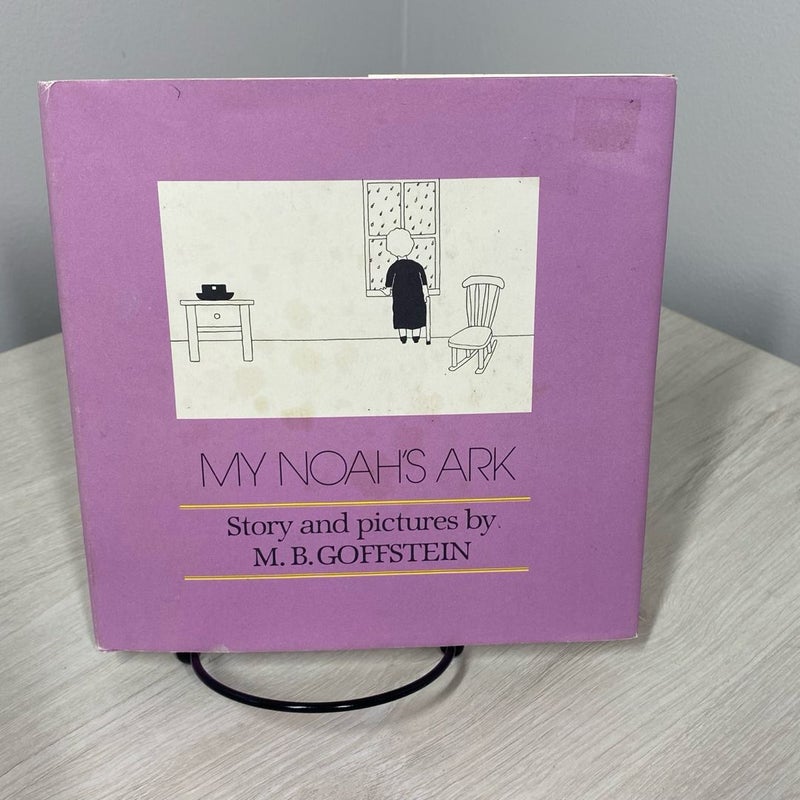 MY NOAH'S ARK
Story and pictures by
M. B. GOFFSTEIN